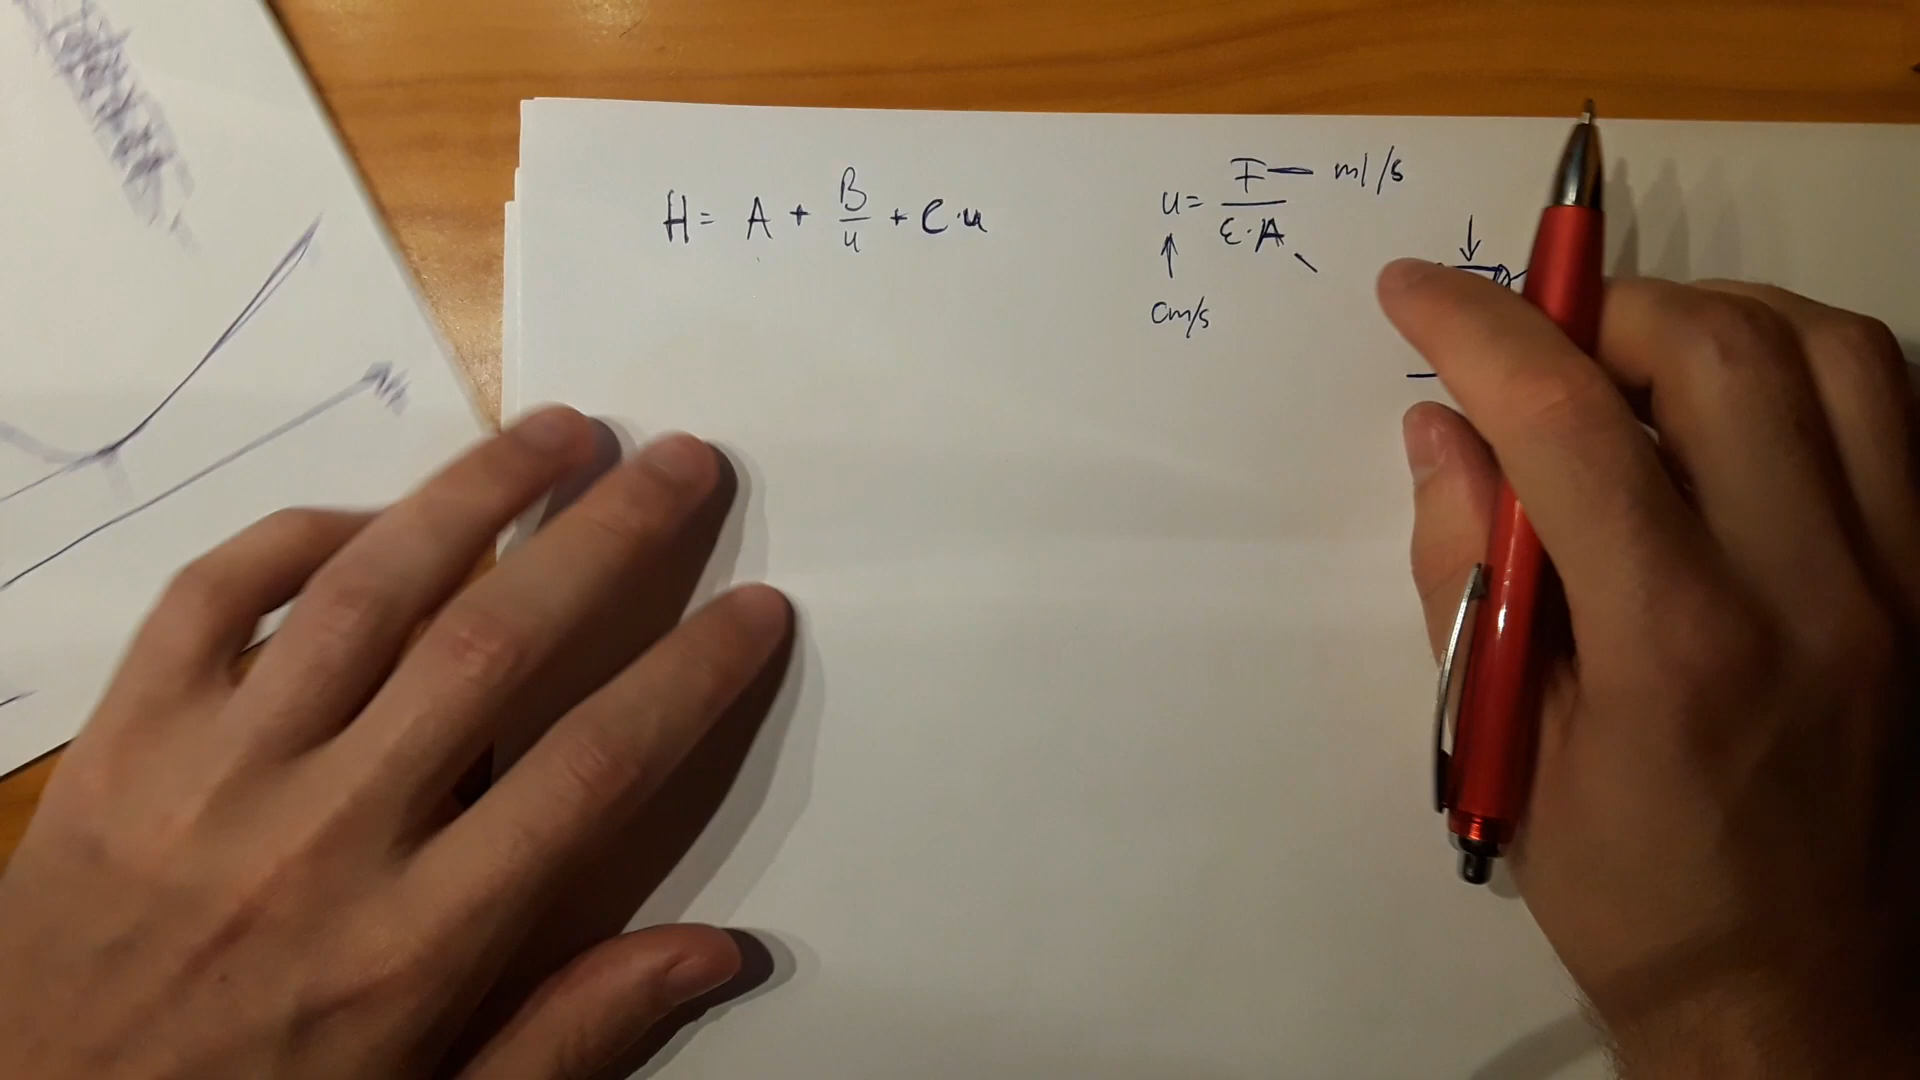 H = A + B/u + C·u
u = F/ε·A — ml/s
cm/s